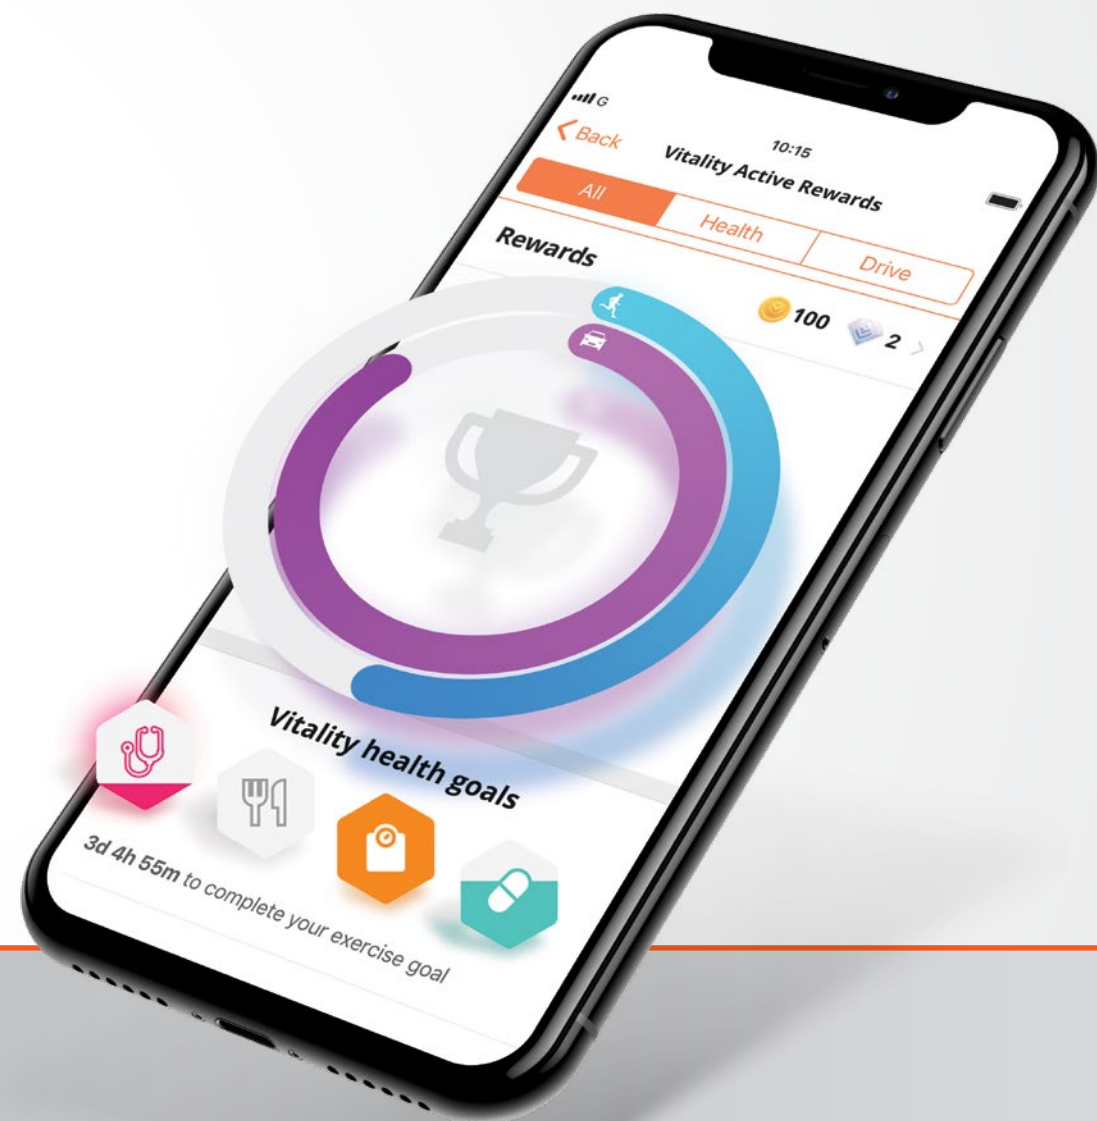 G
10:15
Back
Vitality Active Rewards
All
Health
Drive
Rewards
100
2
Vitality health goals
3d 4h 55m to complete your exercise goal